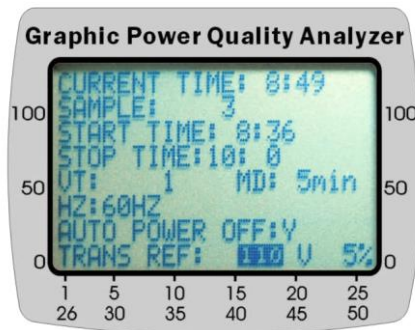 Graphic Power Quality Analyzer
CURRENT TIME: 8:49
SAMPLE: 3
START TIME: 8:36
STOP TIME:10: 0
VT: 1 MD: 5min
HZ:60HZ
AUTO POWER OFF:Y
TRANS REF: 110 V 5%
100 100
50 50
0 0
1 5 10 15 20 25
26 30 35 40 45 50